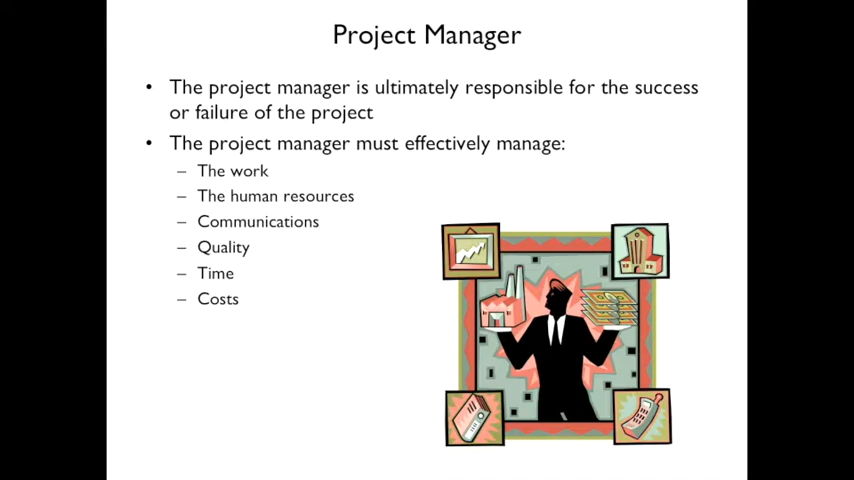 Project Manager
• The project manager is ultimately responsible for the success
or failure of the project
• The project manager must effectively manage:
– The work
– The human resources
– Communications
– Quality
– Time
– Costs